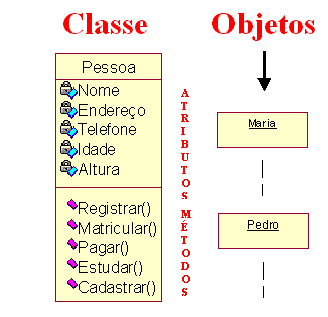 Classe
Objetos
Pessoa
Nome
Endereço
Telefone
Idade
Altura
Registrar()
Matricular()
Pagar()
Estudar()
Cadastrar()
ATRIBUTOS
MÉTODOS
Maria
Pedro